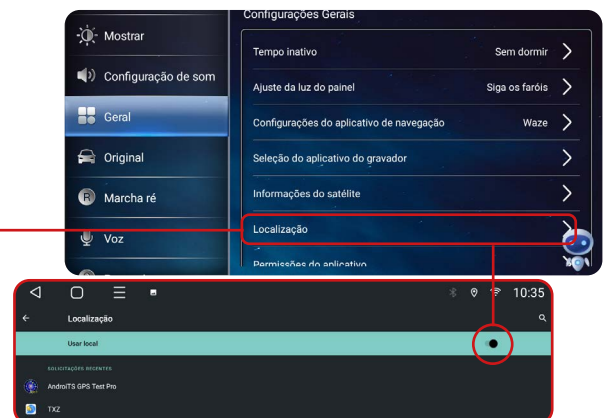 Configurações Gerais
Mostrar
Configuração de som
Geral
Original
R Marcha ré
Voz
Tempo inativo Sem dormir
Ajuste da luz do painel Siga os faróis
Configurações do aplicativo de navegação Waze
Seleção do aplicativo do gravador
Informações do satélite
Localização
Permissões do aplicativo
10:35
Localização
Usar local
SOLICITAÇÕES RECENTES
AndroiTS GPS Test Pro
TXZ